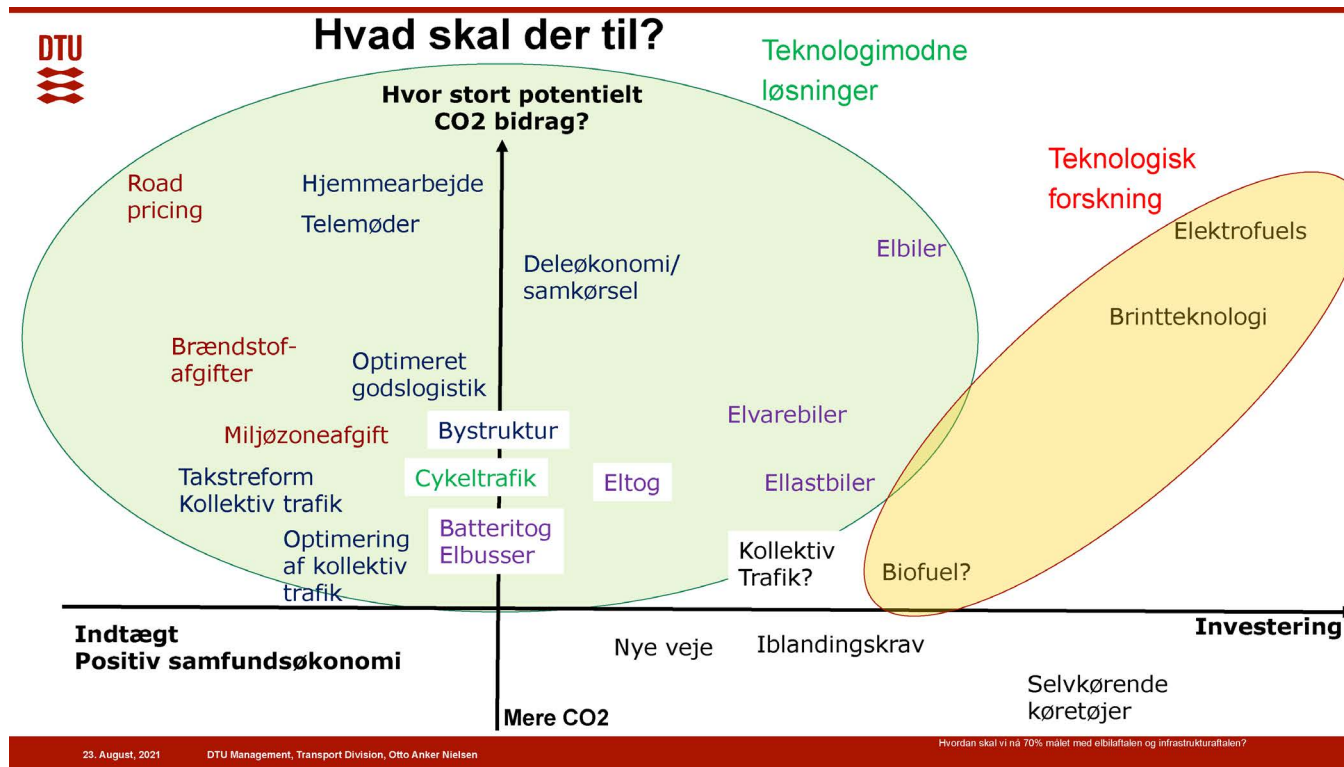 DTU
Hvad skal der til?
Teknologimodne
løsninger
Hvor stort potentielt
CO2 bidrag?
Teknologisk
forskning
Road
pricing
Hjemmearbejde
Telemøder
Elektrofuels
Elbiler
Deleøkonomi/
samkørsel
Brintteknologi
Brændstof-
afgifter
Optimeret
godslogistik
Elvarebiler
Miljøzoneafgift
Bystruktur
Takstreform
Kollektiv trafik
Cykeltrafik
Eltog
Ellastbiler
Optimering
af kollektiv
trafik
Batteritog
Elbusser
Kollektiv
Trafik?
Biofuel?
Indtægt
Positiv samfundsøkonomi
Investering
Nye veje
Iblandingskrav
Selvkørende
køretøjer
Mere CO2
23. August, 2021
DTU Management, Transport Division, Otto Anker Nielsen
Hvordan skal vi nå 70% målet med elbilaftalen og infrastrukturaftalen?